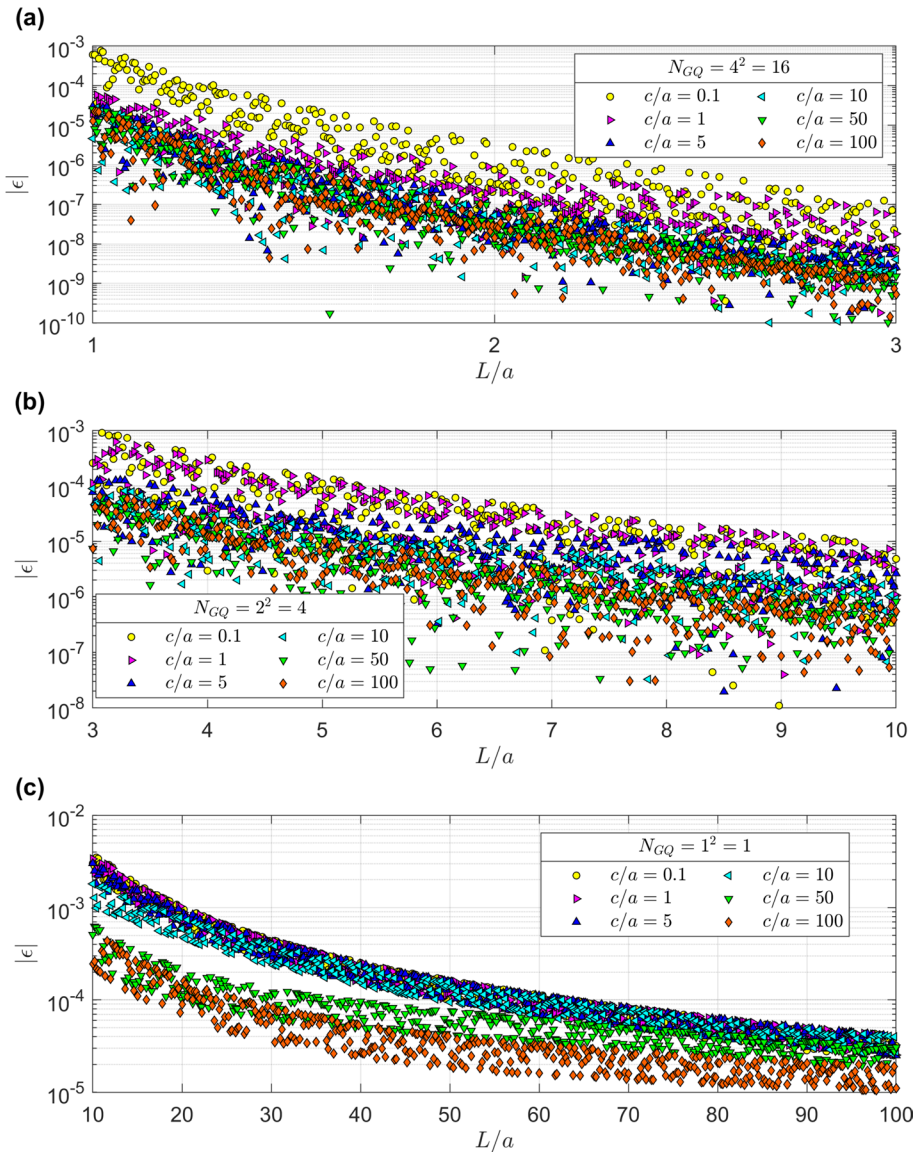 (a)
10^-3
10^-4
10^-5
10^-6
10^-7
10^-8
10^-9
10^-10
|ϵ|
N_GQ = 4^2 = 16
c/a = 0.1 c/a = 10
c/a = 1 c/a = 50
c/a = 5 c/a = 100
1 2 3
L/a
(b)
10^-3
10^-4
10^-5
10^-6
10^-7
10^-8
|ϵ|
N_GQ = 2^2 = 4
c/a = 0.1 c/a = 10
c/a = 1 c/a = 50
c/a = 5 c/a = 100
3 4 5 6 7 8 9 10
L/a
(c)
10^-2
10^-3
10^-4
10^-5
|ϵ|
N_GQ = 1^2 = 1
c/a = 0.1 c/a = 10
c/a = 1 c/a = 50
c/a = 5 c/a = 100
10 20 30 40 50 60 70 80 90 100
L/a